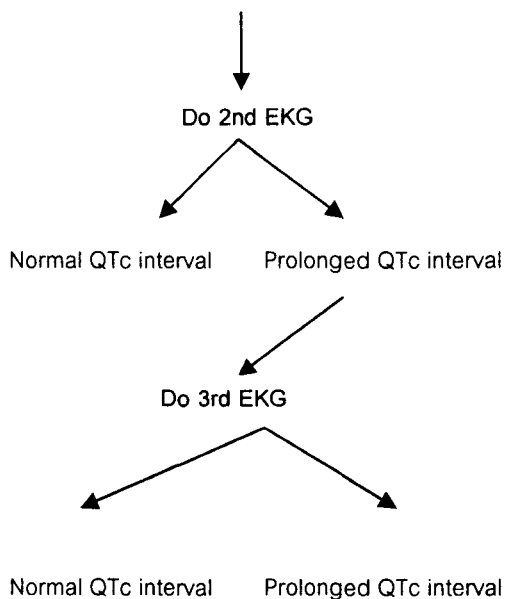 Do 2nd EKG
Normal QTc interval Prolonged QTc interval
Do 3rd EKG
Normal QTc interval Prolonged QTc interval